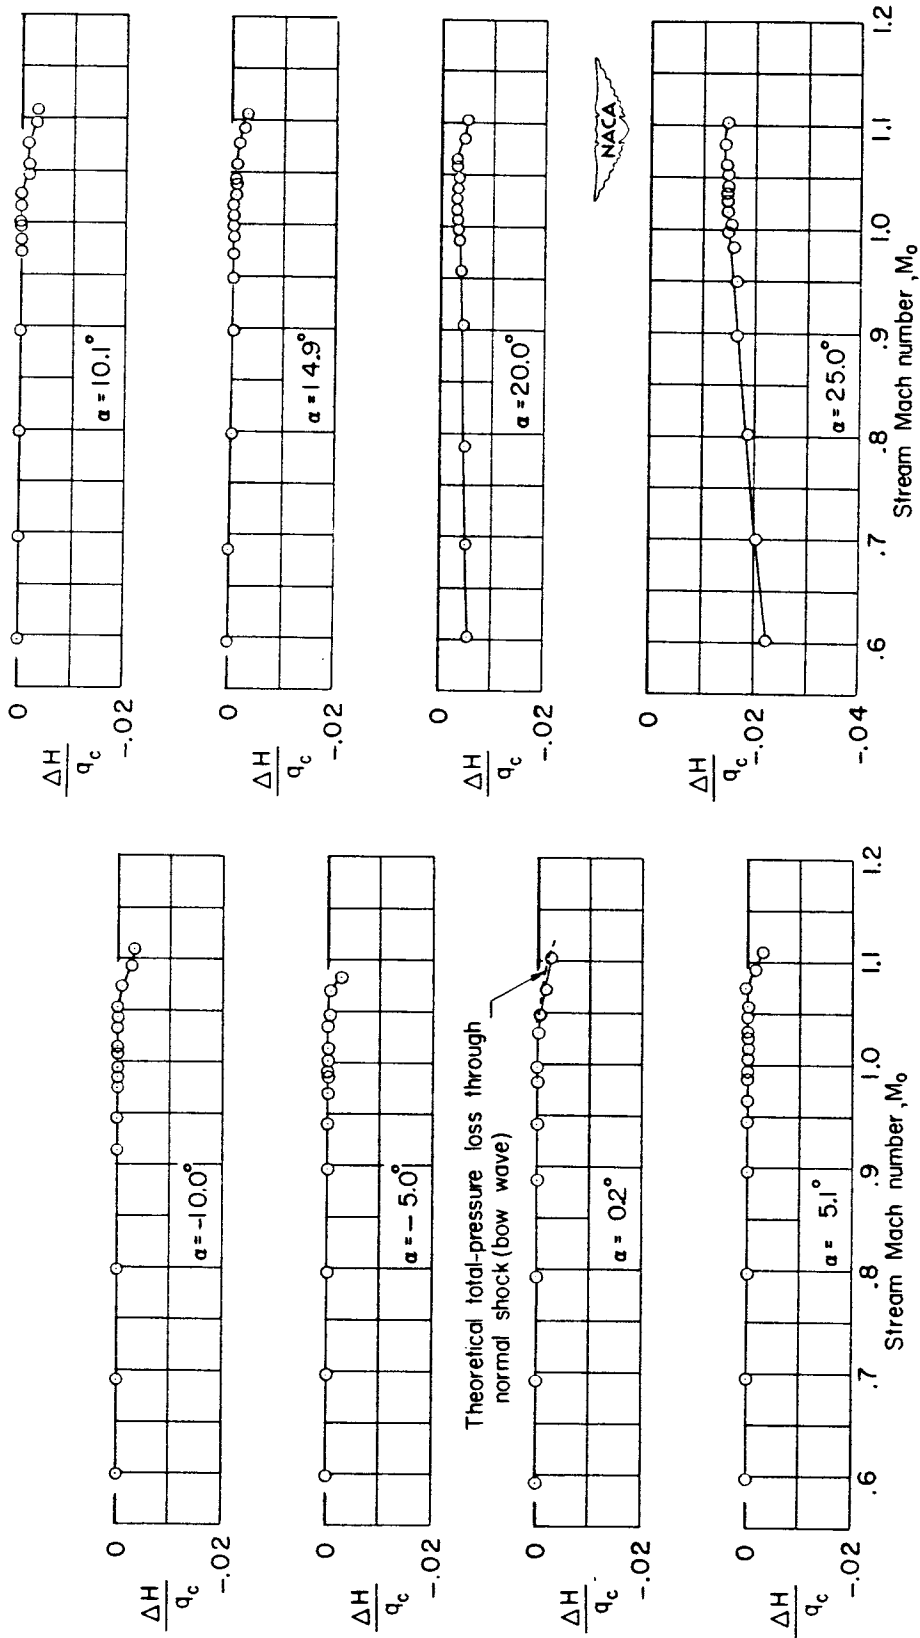 ΔH
q_c
0
-.02
α = -10.0°
ΔH
q_c
0
-.02
α = -5.0°
Theoretical total-pressure loss through
normal shock (bow wave)
ΔH
q_c
0
-.02
α = 0.2°
ΔH
q_c
0
-.02
α = 5.1°
.6 .7 .8 .9 1.0 1.1 1.2
Stream Mach number, M₀
ΔH
q_c
0
-.02
α = 10.1°
ΔH
q_c
0
-.02
α = 14.9°
ΔH
q_c
0
-.02
α = 20.0°
NACA
ΔH
q_c
0
-.02
-.04
α = 25.0°
.6 .7 .8 .9 1.0 1.1 1.2
Stream Mach number, M₀